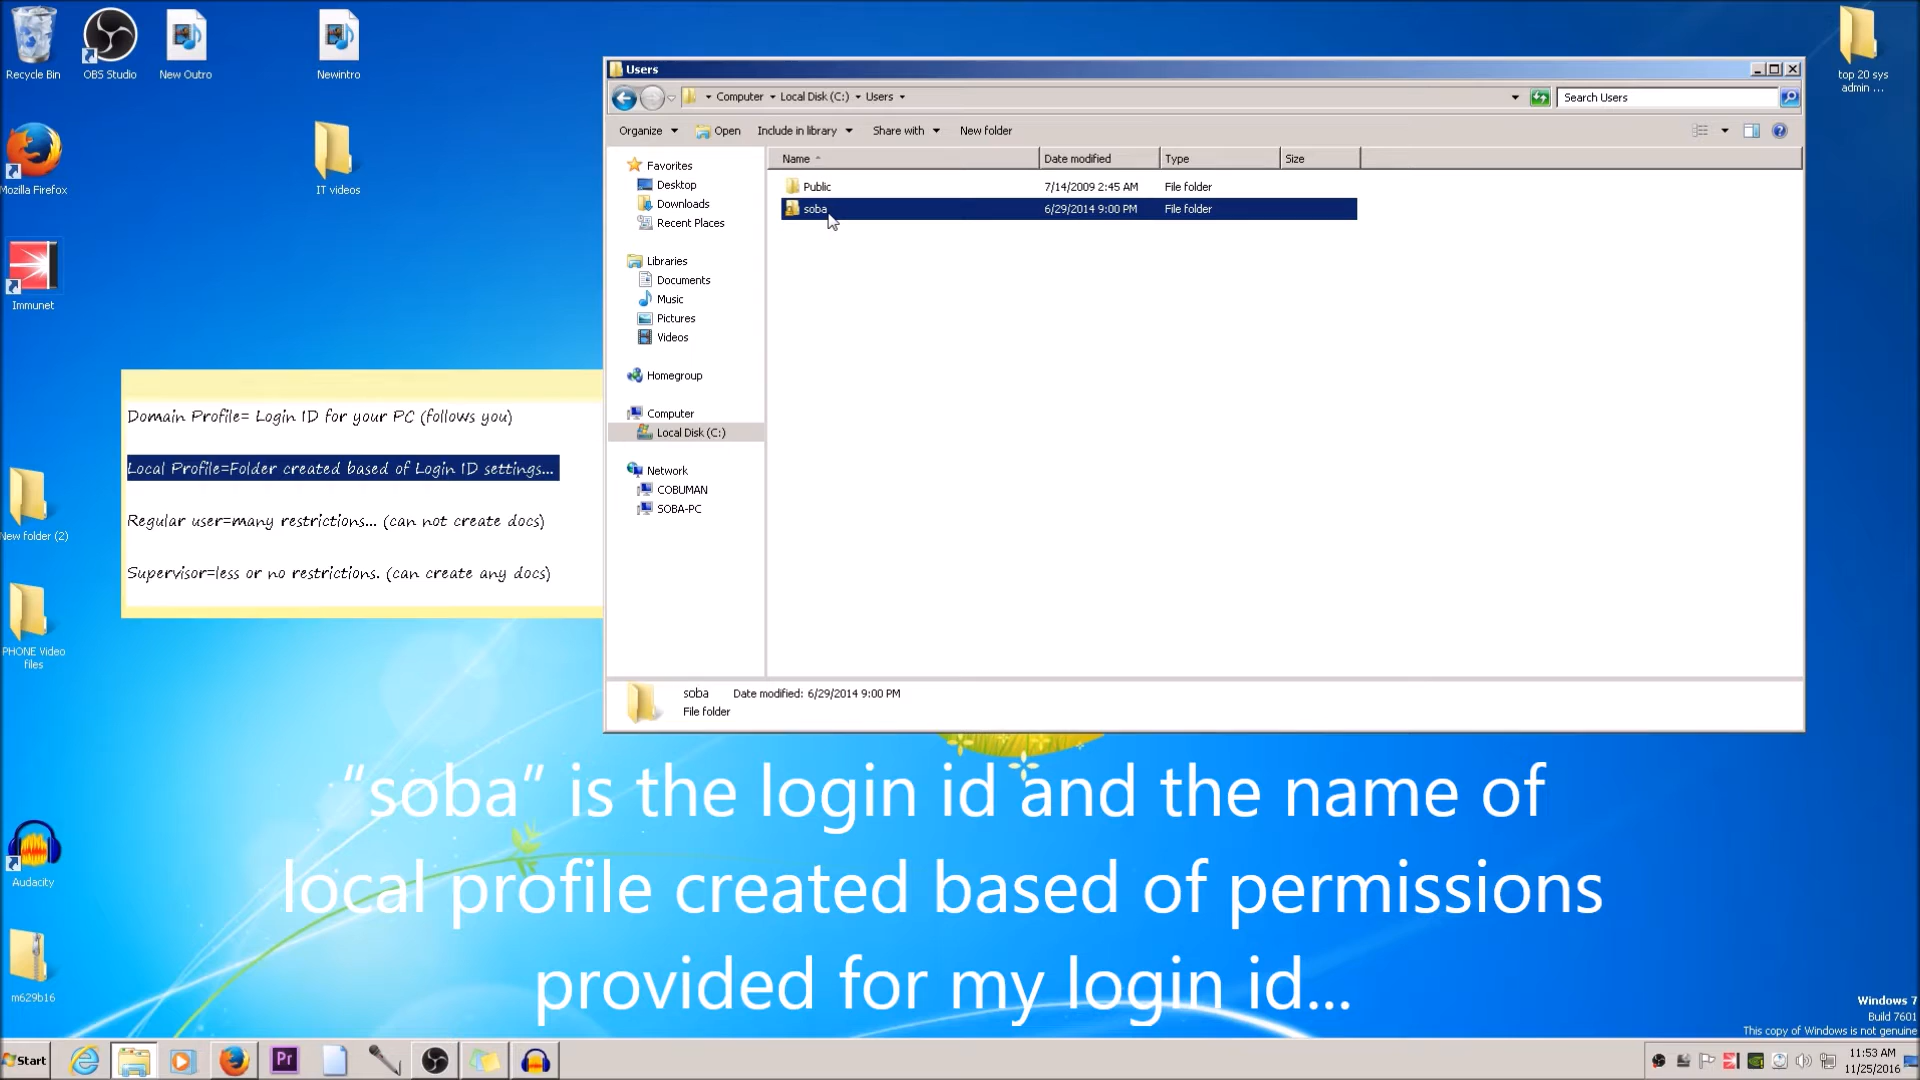 Recycle Bin
OBS Studio
New Outro
Newintro
top 20 sys
admin ...
Mozilla Firefox
IT videos
Immunet
New folder (2)
PHONE Video
files
Audacity
m629b16
Domain Profile= Login ID for your PC (follows you)
Local Profile=Folder created based of Login ID settings...
Regular user=many restrictions... (can not create docs)
Supervisor=less or no restrictions. (can create any docs)
Users
Computer Local Disk (C:) Users
Search Users
Organize Open Include in library Share with New folder
Name Date modified Type Size
Favorites
Desktop
Downloads
Recent Places
Libraries
Documents
Music
Pictures
Videos
Homegroup
Computer
Local Disk (C:)
Network
COBUMAN
SOBA-PC
Public 7/14/2009 2:45 AM File folder
soba 6/29/2014 9:00 PM File folder
soba Date modified: 6/29/2014 9:00 PM
File folder
“soba” is the login id and the name of
local profile created based of permissions
provided for my login id...
Windows 7
Build 7601
This copy of Windows is not genuine
Start
Pr
11:53 AM
11/25/2016